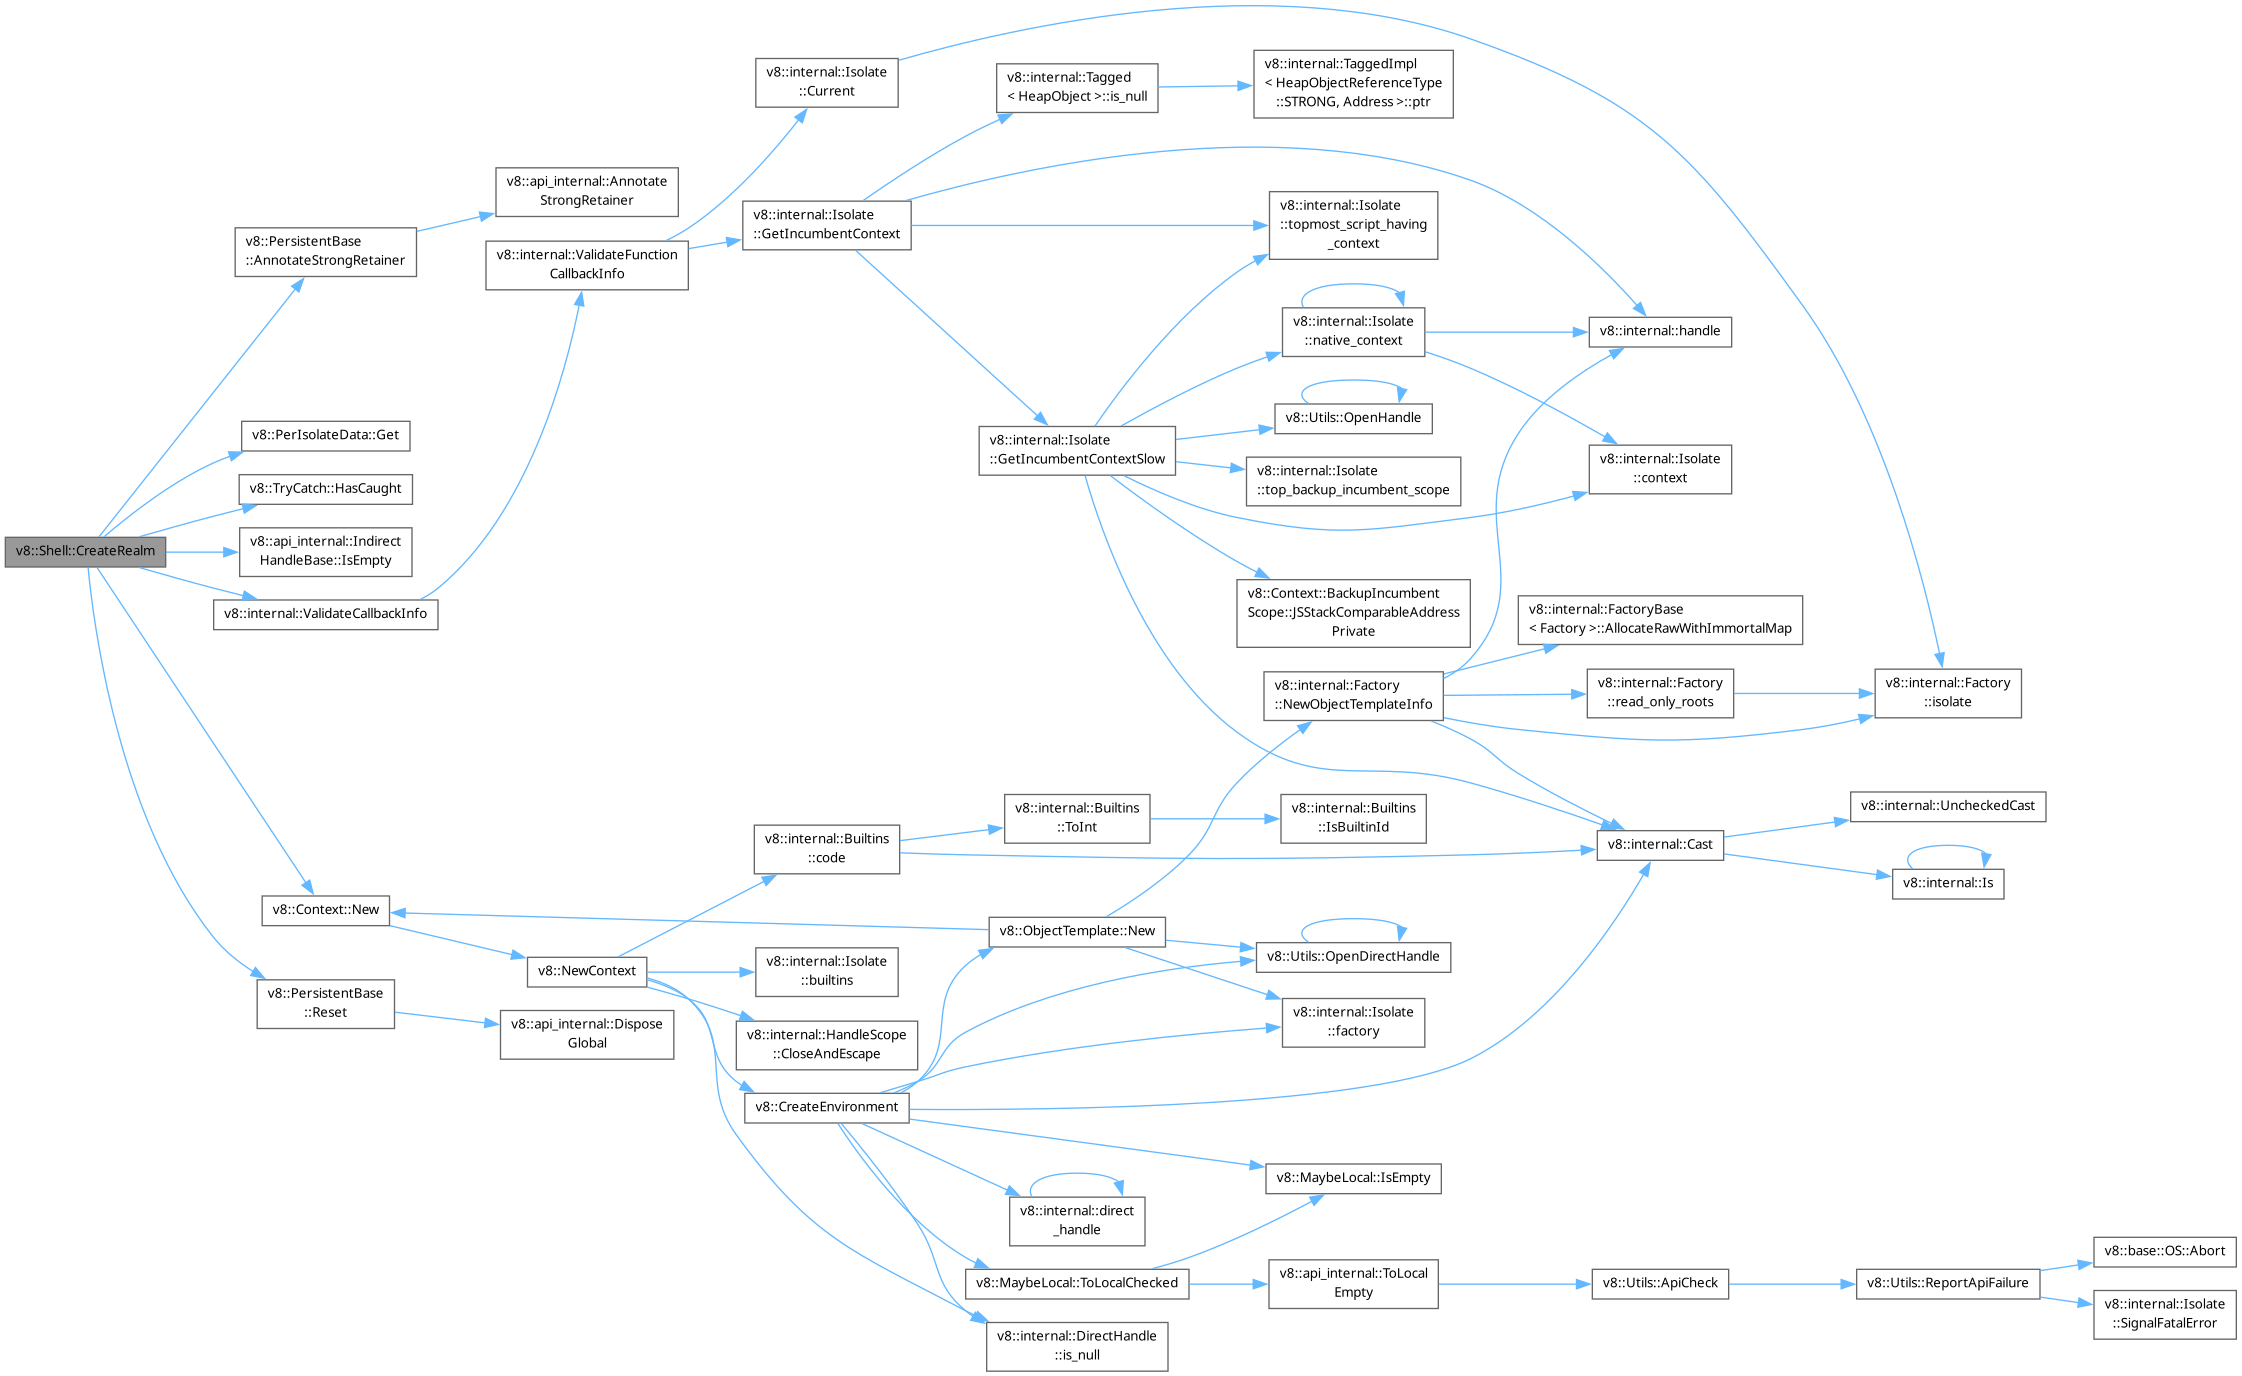 v8::Shell::CreateRealm
v8::PersistentBase
::AnnotateStrongRetainer
v8::PerIsolateData::Get
v8::TryCatch::HasCaught
v8::api_internal::Indirect
HandleBase::IsEmpty
v8::internal::ValidateCallbackInfo
v8::Context::New
v8::PersistentBase
::Reset
v8::api_internal::Annotate
StrongRetainer
v8::internal::ValidateFunction
CallbackInfo
v8::NewContext
v8::api_internal::Dispose
Global
v8::internal::Isolate
::Current
v8::internal::Isolate
::GetIncumbentContext
v8::internal::Builtins
::code
v8::internal::Isolate
::builtins
v8::internal::HandleScope
::CloseAndEscape
v8::CreateEnvironment
v8::internal::Tagged
< HeapObject >::is_null
v8::internal::Isolate
::GetIncumbentContextSlow
v8::internal::Builtins
::ToInt
v8::ObjectTemplate::New
v8::internal::direct
_handle
v8::MaybeLocal::ToLocalChecked
v8::internal::DirectHandle
::is_null
v8::internal::TaggedImpl
< HeapObjectReferenceType
::STRONG, Address >::ptr
v8::internal::Isolate
::topmost_script_having
_context
v8::internal::Isolate
::native_context
v8::Utils::OpenHandle
v8::internal::Isolate
::top_backup_incumbent_scope
v8::Context::BackupIncumbent
Scope::JSStackComparableAddress
Private
v8::internal::Factory
::NewObjectTemplateInfo
v8::internal::Builtins
::IsBuiltinId
v8::Utils::OpenDirectHandle
v8::internal::Isolate
::factory
v8::MaybeLocal::IsEmpty
v8::api_internal::ToLocal
Empty
v8::internal::handle
v8::internal::Isolate
::context
v8::internal::FactoryBase
< Factory >::AllocateRawWithImmortalMap
v8::internal::Factory
::read_only_roots
v8::internal::Cast
v8::Utils::ApiCheck
v8::internal::Factory
::isolate
v8::internal::UncheckedCast
v8::internal::Is
v8::Utils::ReportApiFailure
v8::base::OS::Abort
v8::internal::Isolate
::SignalFatalError